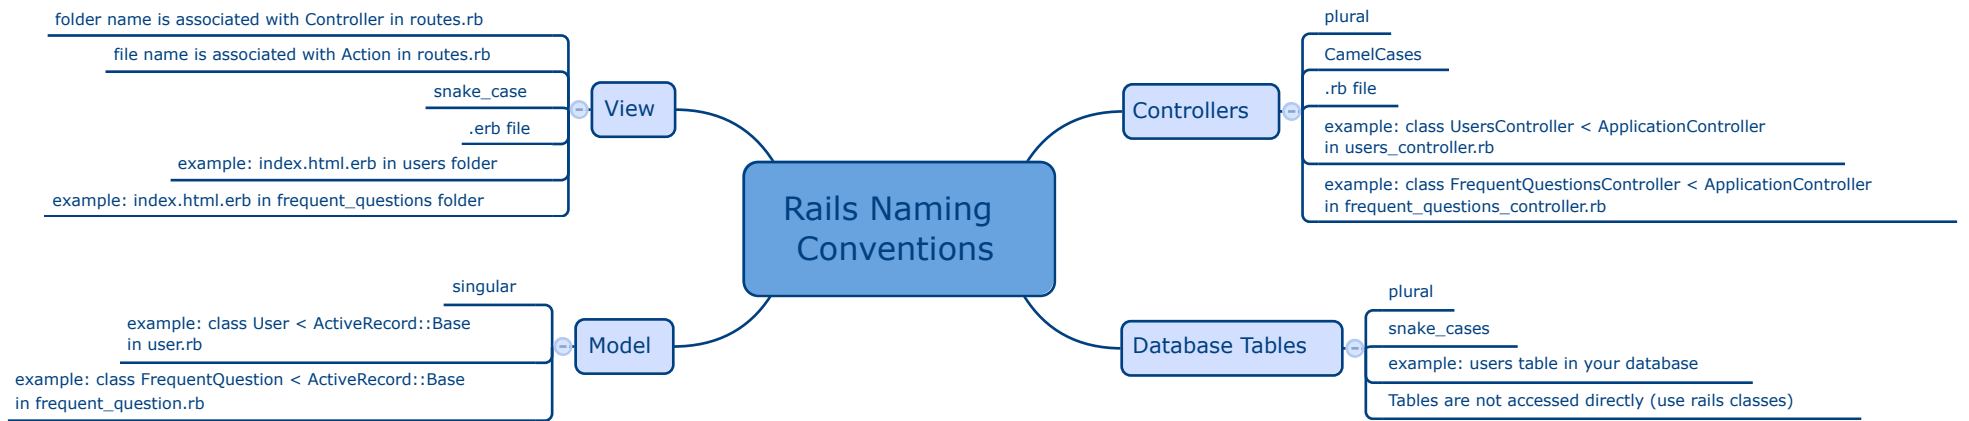 folder name is associated with Controller in routes.rb
file name is associated with Action in routes.rb
snake_case
.erb file
example: index.html.erb in users folder
example: index.html.erb in frequent_questions folder
View
singular
example: class User < ActiveRecord::Base
in user.rb
example: class FrequentQuestion < ActiveRecord::Base
in frequent_question.rb
Model
Rails Naming
Conventions
Controllers
plural
CamelCases
.rb file
example: class UsersController < ApplicationController
in users_controller.rb
example: class FrequentQuestionsController < ApplicationController
in frequent_questions_controller.rb
Database Tables
plural
snake_cases
example: users table in your database
Tables are not accessed directly (use rails classes)